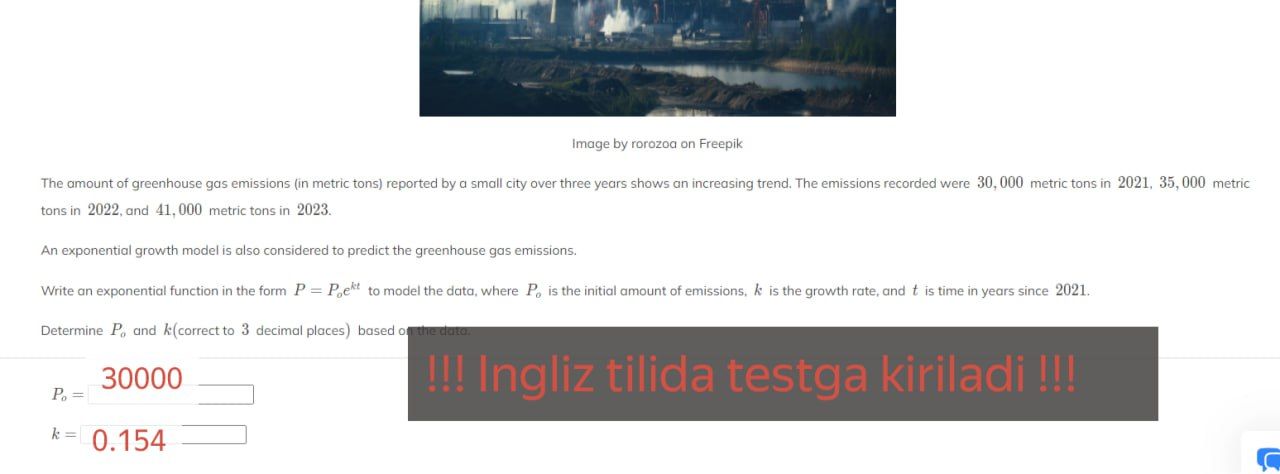 Image by rorozoa on Freepik
The amount of greenhouse gas emissions (in metric tons) reported by a small city over three years shows an increasing trend. The emissions recorded were 30,000 metric tons in 2021, 35,000 metric
tons in 2022, and 41,000 metric tons in 2023.
An exponential growth model is also considered to predict the greenhouse gas emissions.
Write an exponential function in the form P = Pₒeᵏᵗ to model the data, where Pₒ is the initial amount of emissions, k is the growth rate, and t is time in years since 2021.
Determine Pₒ and k(correct to 3 decimal places) based on the data.
!!! Ingliz tilida testga kiriladi !!!
Pₒ = 30000
k = 0.154